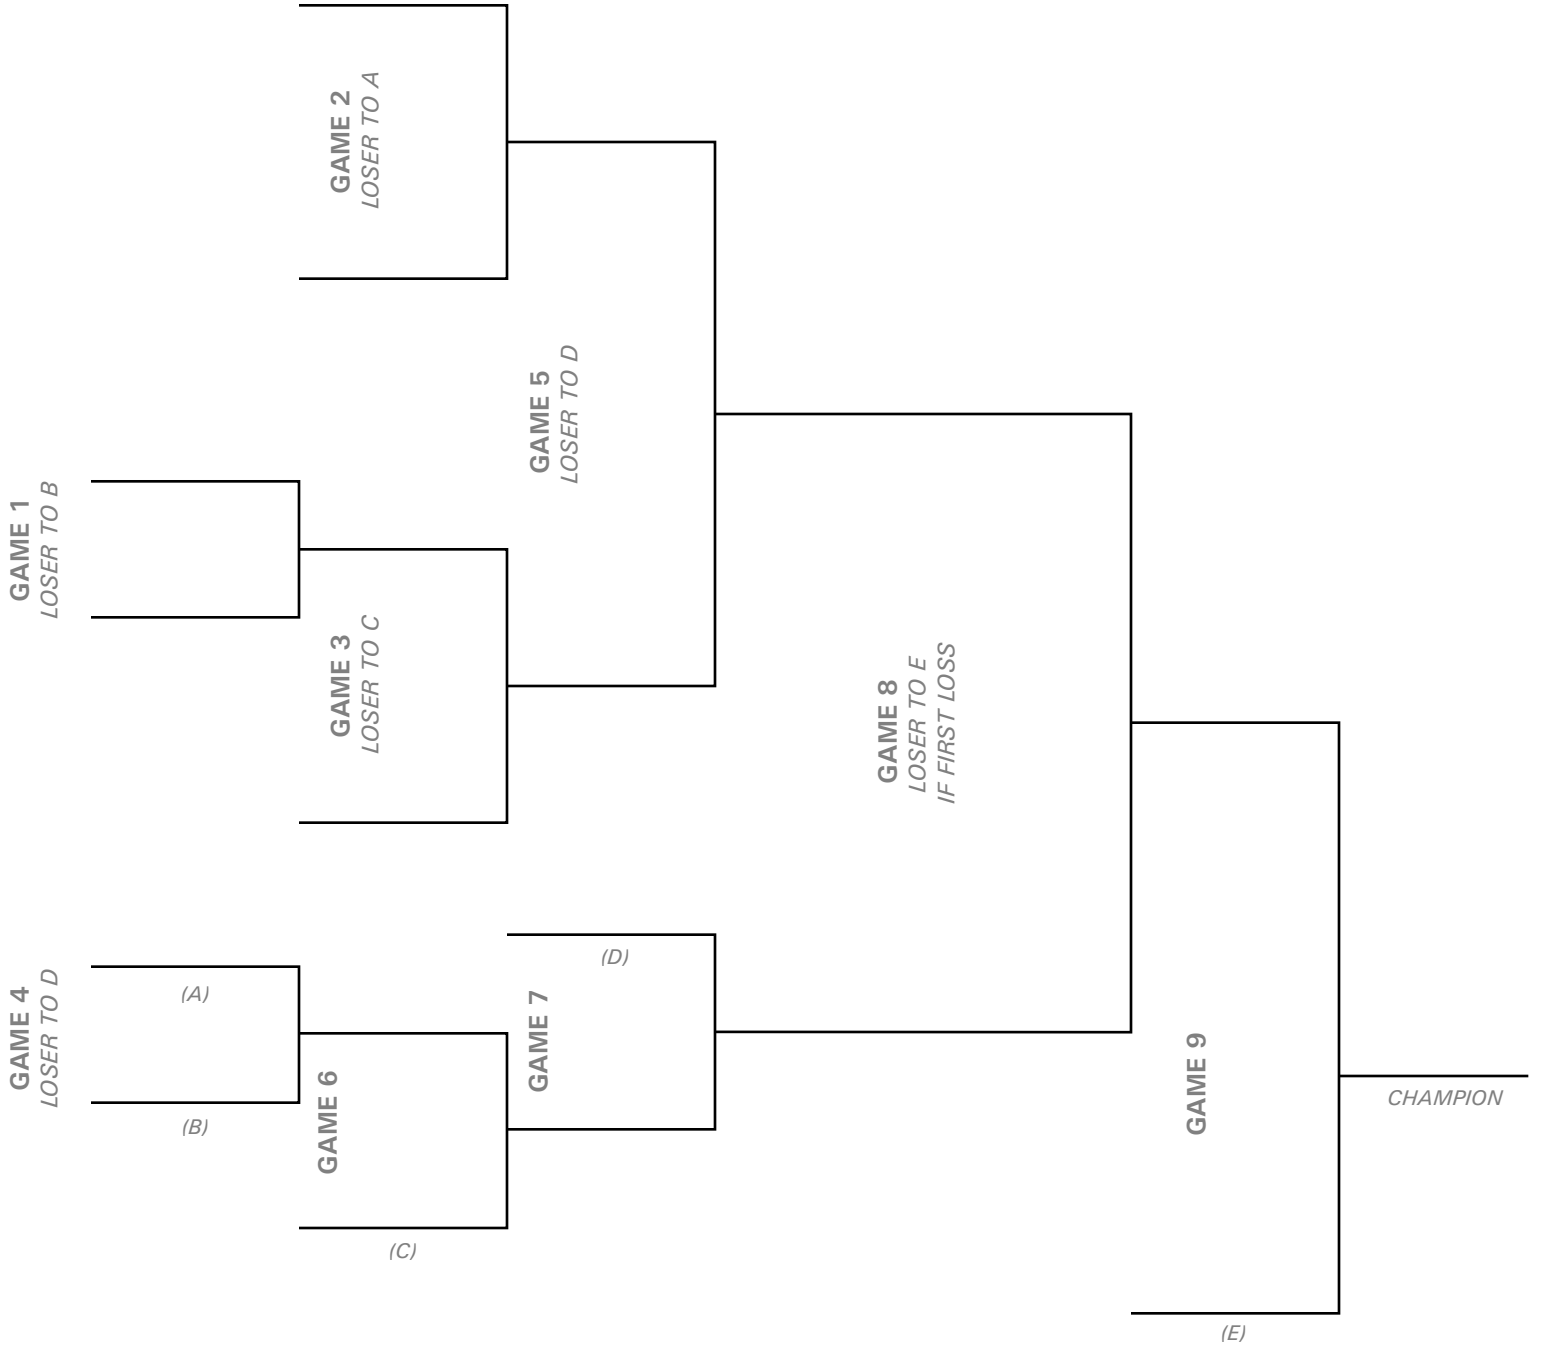 GAME 2
LOSER TO A
GAME 5
LOSER TO D
GAME 1
LOSER TO B
GAME 3
LOSER TO C
GAME 8
LOSER TO E
IF FIRST LOSS
(D)
GAME 4
LOSER TO D
(A)
GAME 7
(B)
GAME 6
GAME 9
CHAMPION
(C)
(E)